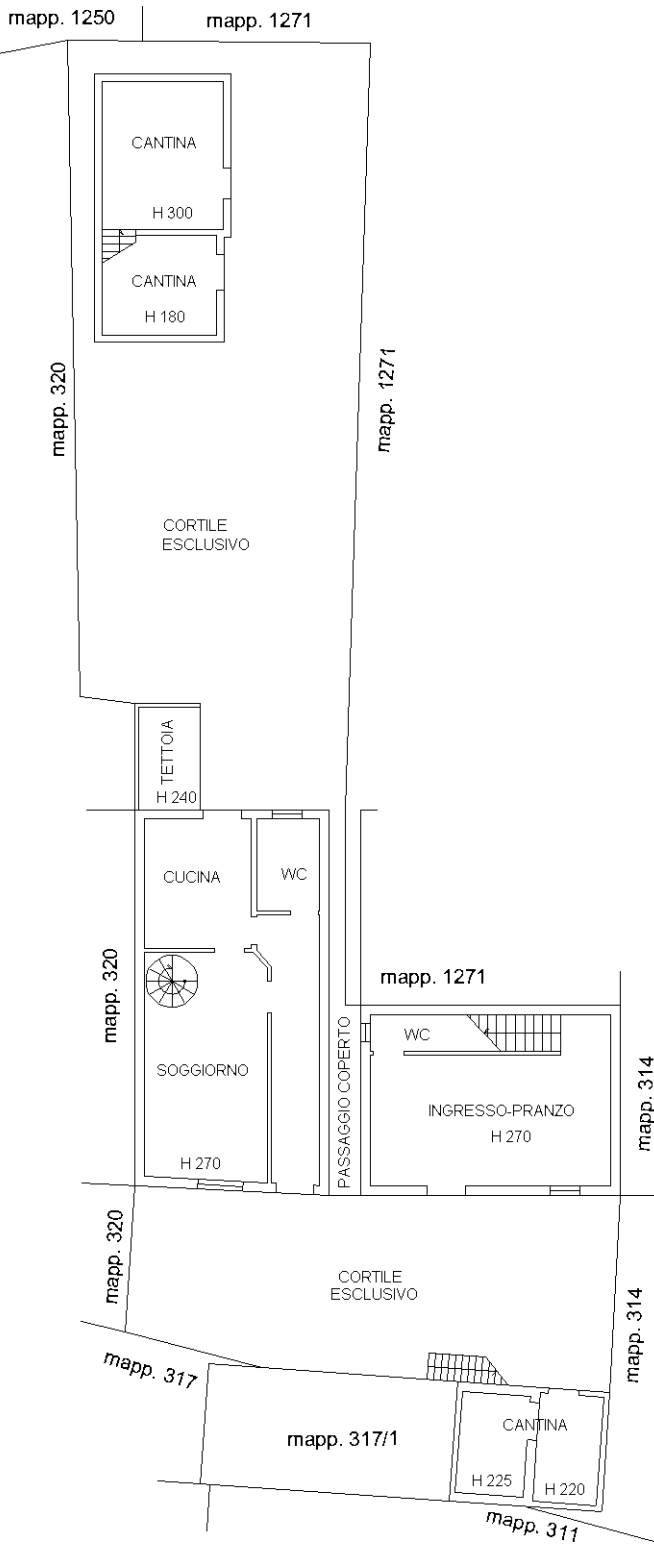 mapp. 1250
mapp. 1271
CANTINA
H 300
CANTINA
H 180
mapp. 320
mapp. 1271
CORTILE
ESCLUSIVO
TETTOIA
H 240
CUCINA
WC
mapp. 320
mapp. 1271
SOGGIORNO
H 270
PASSAGGIO COPERTO
WC
INGRESSO-PRANZO
H 270
mapp. 314
mapp. 320
CORTILE
ESCLUSIVO
mapp. 314
mapp. 317
mapp. 317/1
CANTINA
H 225
H 220
mapp. 311